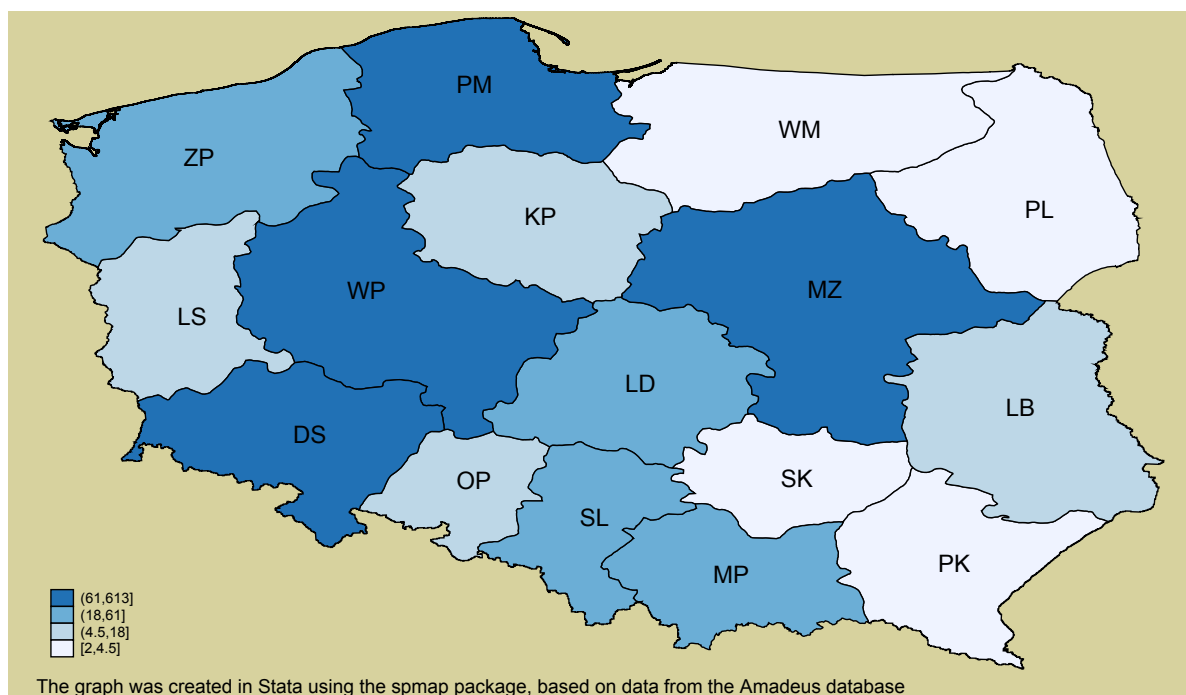 PM
WM
ZP
PL
KP
WP
MZ
LS
LD
LB
DS
OP
SK
SL
PK
MP
(61,613]
(18,61]
(4.5,18]
[2,4.5]
The graph was created in Stata using the spmap package, based on data from the Amadeus database